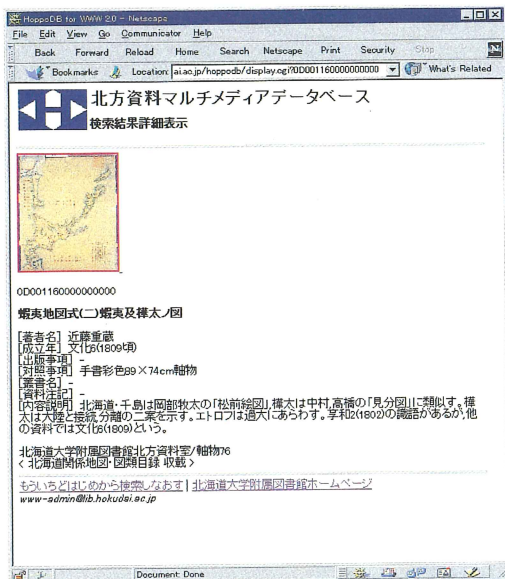 HoppoDB for WWW 2.0 - Netscape
File Edit View Go Communicator Help
Back Forward Reload Home Search Netscape Print Security Stop
Bookmarks Location: ai.ac.jp/hoppodb/display.cgi?0D001160000000000 What's Related
北方資料マルチメディアデータベース
検索結果詳細表示
0D001160000000000
蝦夷地図式(二)蝦夷及樺太ノ図
[著者名] 近藤重蔵
[成立年] 文化6(1809頃)
[出版事項] -
[対照事項] 手書彩色89×74cm軸物
[叢書名] -
[資料注記] -
[内容説明] 北海道・千島は岡部牧太の「松前絵図」,樺太は中村,高橋の「見分図」に類似す。樺
太は大陸と接続,分離の二案を示す。エトロフは過大にあらわす。享和2(1802)の識語があるが,他
の資料では文化6(1809)という。
北海道大学附属図書館北方資料室/軸物76
< 北海道関係地図・図類目録 収載 >
もういちどはじめから検索しなおす | 北海道大学附属図書館ホームページ
www-admin@lib.hokudai.ac.jp
Document: Done